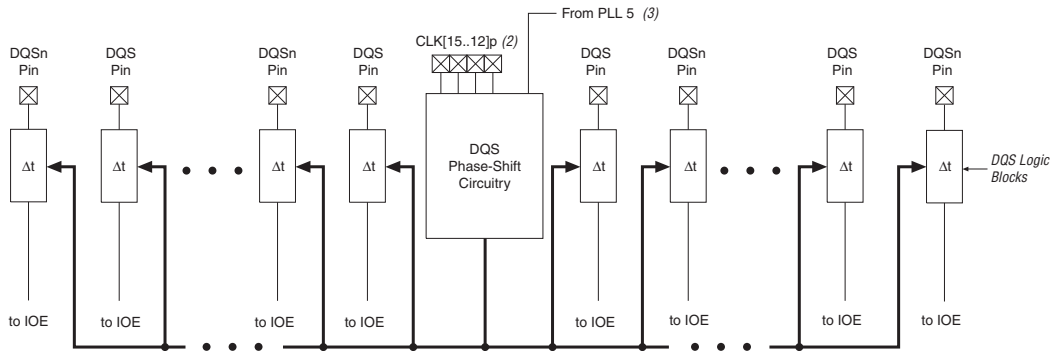 From PLL 5 (3)
CLK[15..12]p (2)
DQSn
Pin
DQS
Pin
DQSn
Pin
DQS
Pin
DQS
Pin
DQSn
Pin
DQS
Pin
DQSn
Pin
Δt
Δt
Δt
Δt
DQS
Phase-Shift
Circuitry
Δt
Δt
Δt
Δt
DQS Logic
Blocks
to IOE
to IOE
to IOE
to IOE
to IOE
to IOE
to IOE
to IOE